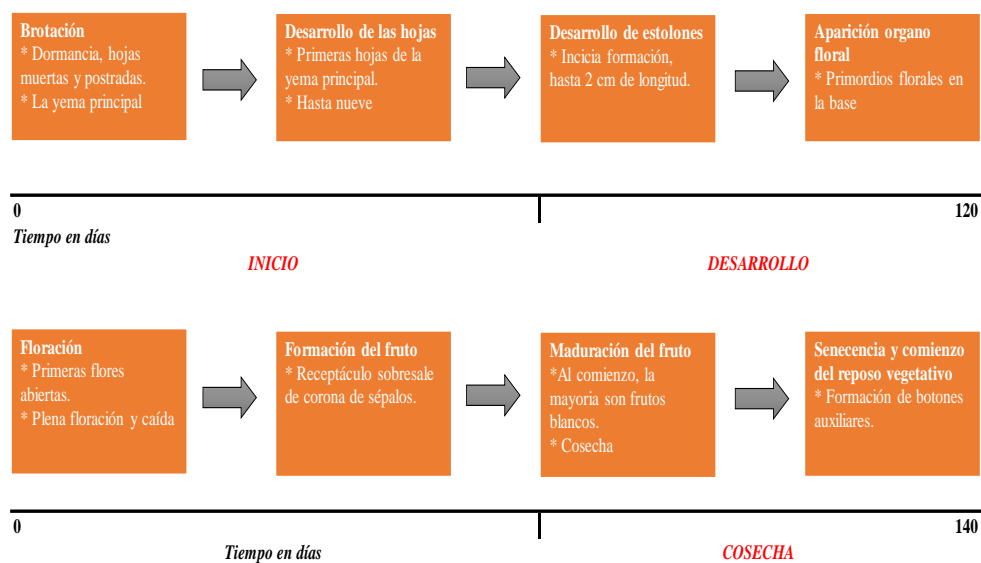 Brotación
* Dormancia, hojas
muertas y postradas.
* La yema principal
Desarrollo de las hojas
* Primeras hojas de la
yema principal.
* Hasta nueve
Desarrollo de estolones
* Incicia formación,
hasta 2 cm de longitud.
Aparición organo
floral
* Primordios florales en
la base
0
120
Tiempo en días
INICIO
DESARROLLO
Floración
* Primeras flores
abiertas.
* Plena floración y caída
Formación del fruto
* Receptáculo sobresale
de corona de sépalos.
Maduración del fruto
*Al comienzo, la
mayoria son frutos
blancos.
* Cosecha
Senecencia y comienzo
del reposo vegetativo
* Formación de botones
auxiliares.
0
140
Tiempo en días
COSECHA